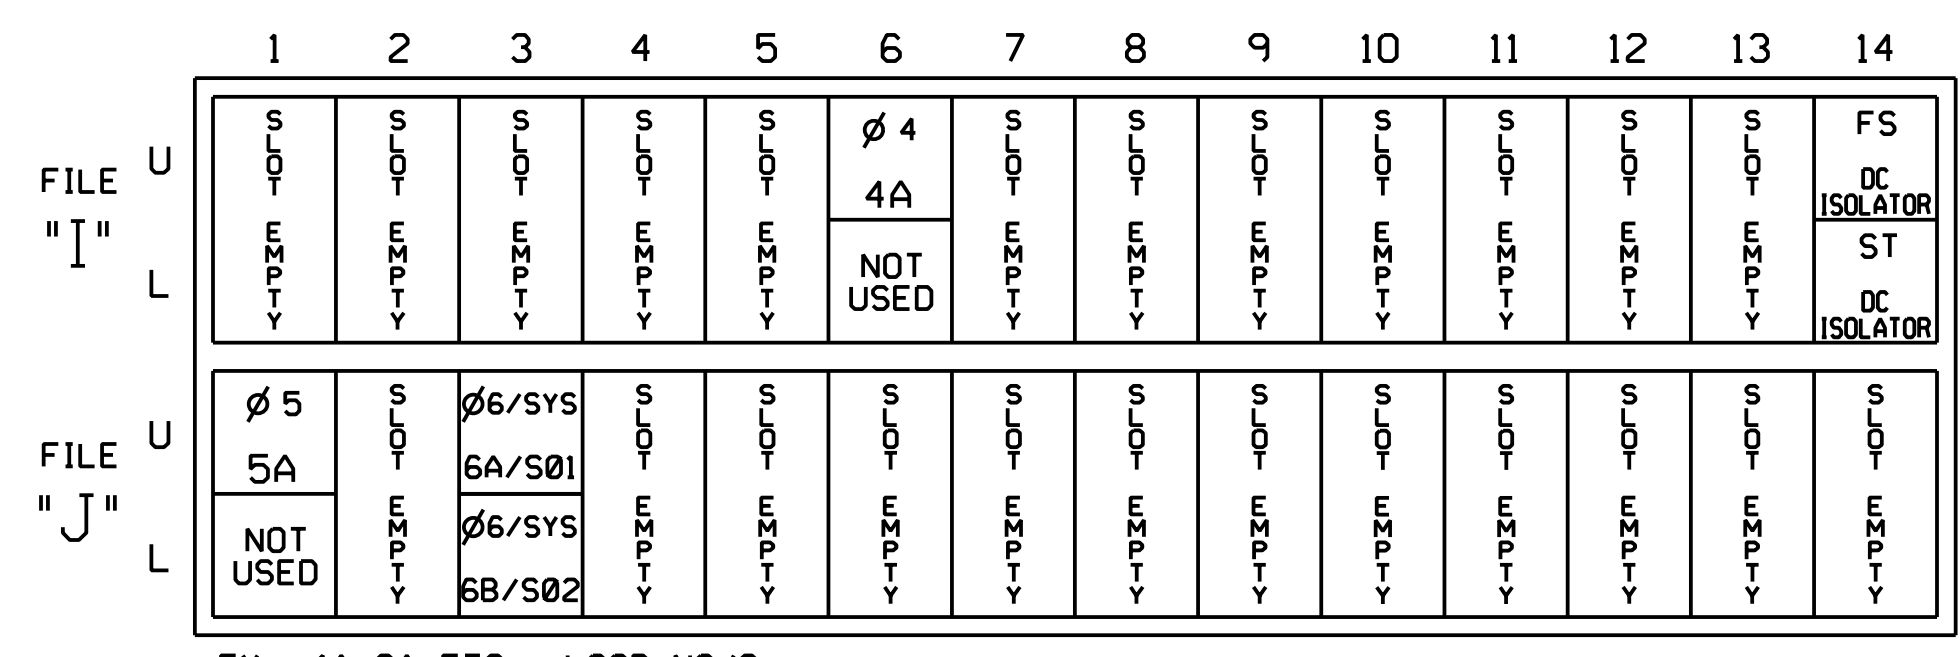 1 2 3 4 5 6 7 8 9 10 11 12 13 14
FILE "I"
U
L
SLOT EMPTY
SLOT EMPTY
SLOT EMPTY
SLOT EMPTY
SLOT EMPTY
Ø 4
4A
NOT
USED
SLOT EMPTY
SLOT EMPTY
SLOT EMPTY
SLOT EMPTY
SLOT EMPTY
SLOT EMPTY
SLOT EMPTY
FS
DC
ISOLATOR
ST
DC
ISOLATOR
FILE "J"
U
L
Ø 5
5A
NOT
USED
SLOT EMPTY
Ø6/SYS
6A/S01
Ø6/SYS
6B/S02
SLOT EMPTY
SLOT EMPTY
SLOT EMPTY
SLOT EMPTY
SLOT EMPTY
SLOT EMPTY
SLOT EMPTY
SLOT EMPTY
SLOT EMPTY
SLOT EMPTY
SLOT EMPTY